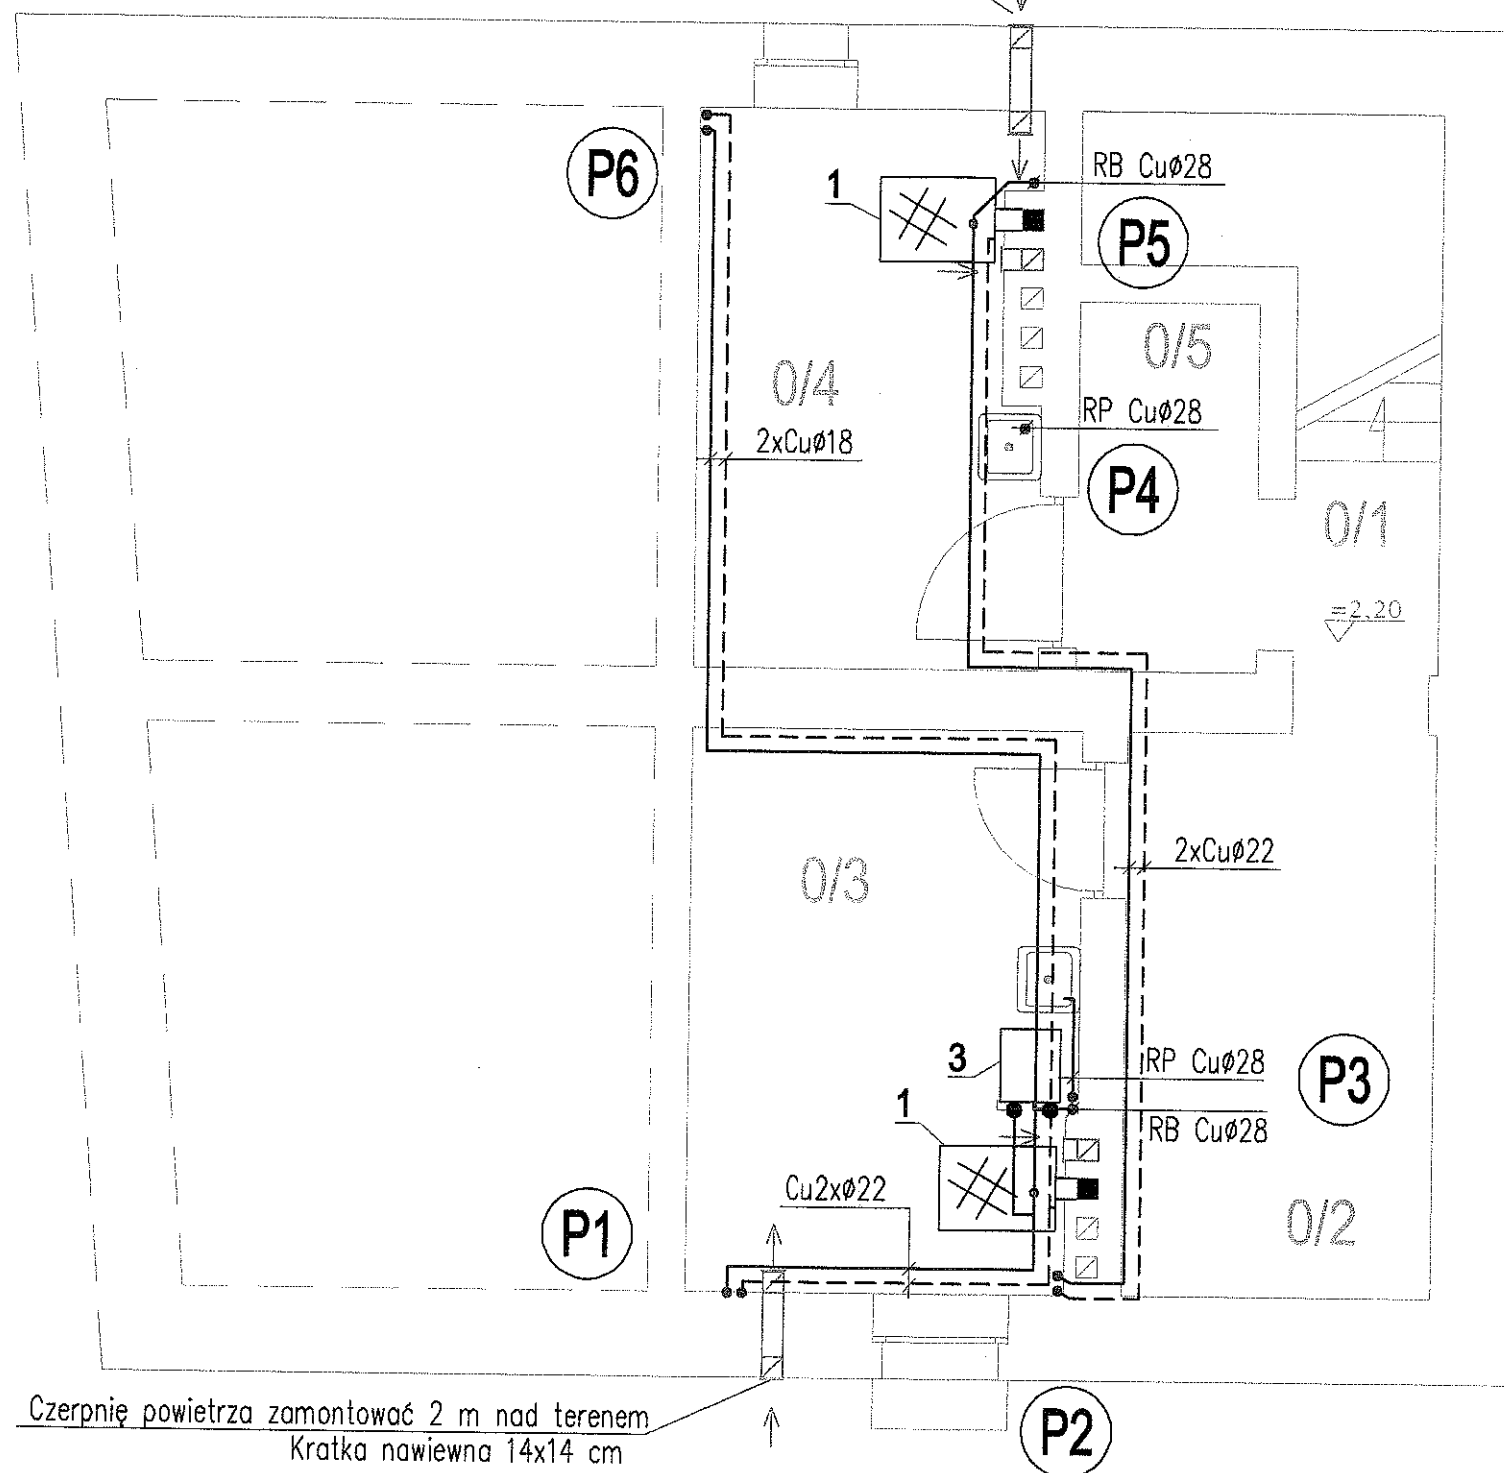 P6
1
RB CuØ28
P5
0/5
0/4
RP CuØ28
2xCuØ18
P4
0/1
=2,20
2xCuØ22
0/3
3
RP CuØ28
P3
1
RB CuØ28
Cu2xØ22
0/2
P1
Czerpnię powietrza zamontować 2 m nad terenem
Kratka nawiewna 14x14 cm
P2